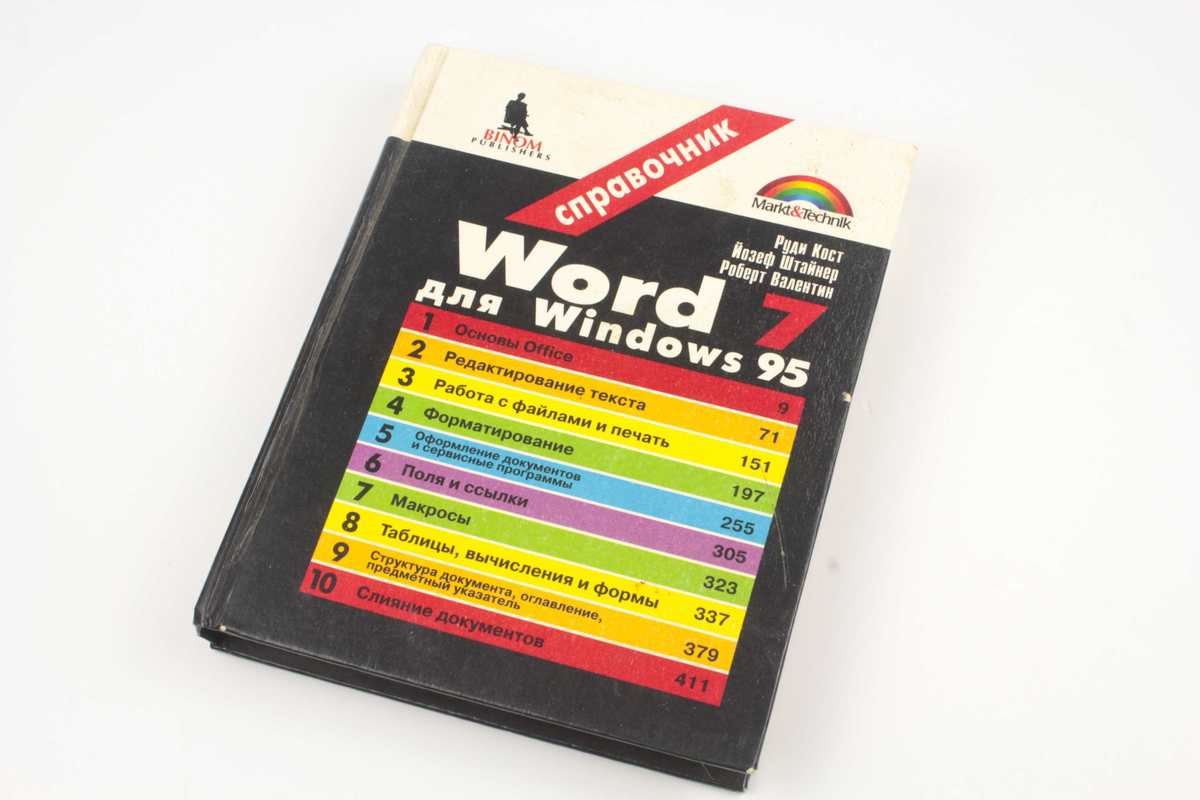 BINOM
PUBLISHERS
справочник
Markt&Technik
Руди Кост
Йозеф Штайнер
Роберт Валентин
Word 7
для Windows 95
1 Основы Office 9
2 Редактирование текста 71
3 Работа с файлами и печать 151
4 Форматирование 197
5 Оформление документов
и сервисные программы 255
6 Поля и ссылки 305
7 Макросы 323
8 Таблицы, вычисления и формы 337
9 Структура документа, оглавление,
предметный указатель 379
10 Слияние документов 411